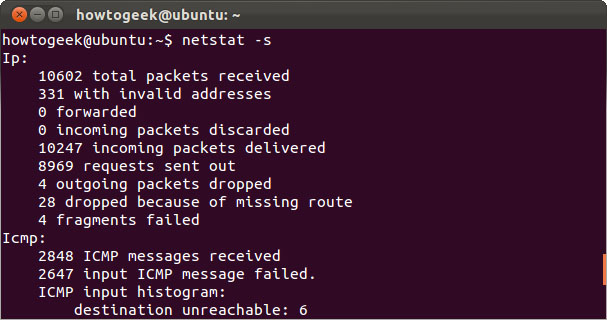 howtogeek@ubuntu: ~
howtogeek@ubuntu:~$ netstat -s
Ip:
10602 total packets received
331 with invalid addresses
0 forwarded
0 incoming packets discarded
10247 incoming packets delivered
8969 requests sent out
4 outgoing packets dropped
28 dropped because of missing route
4 fragments failed
Icmp:
2848 ICMP messages received
2647 input ICMP message failed.
ICMP input histogram:
destination unreachable: 6